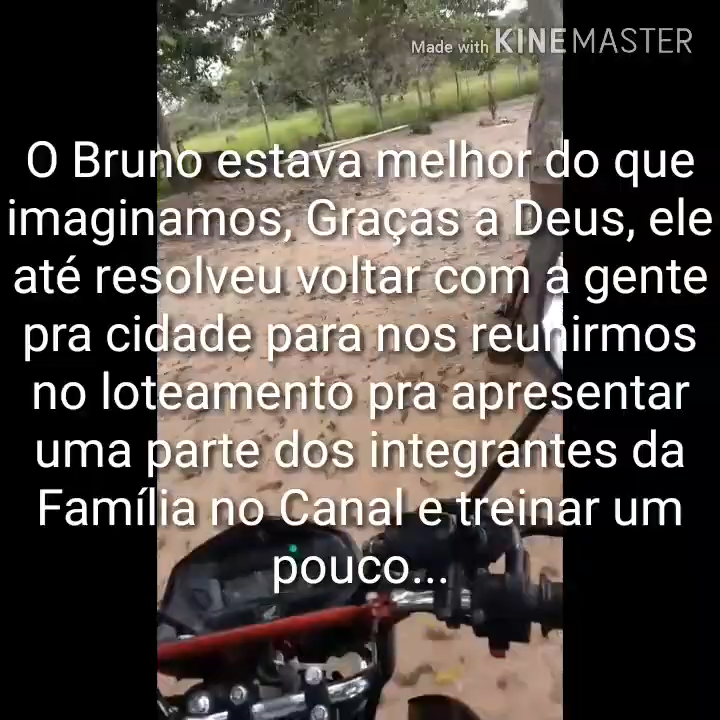 Made with KINEMASTER
O Bruno estava melhor do que
imaginamos, Graças a Deus, ele
até resolveu voltar com a gente
pra cidade para nos reunirmos
no loteamento pra apresentar
uma parte dos integrantes da
Família no Canal e treinar um
pouco...